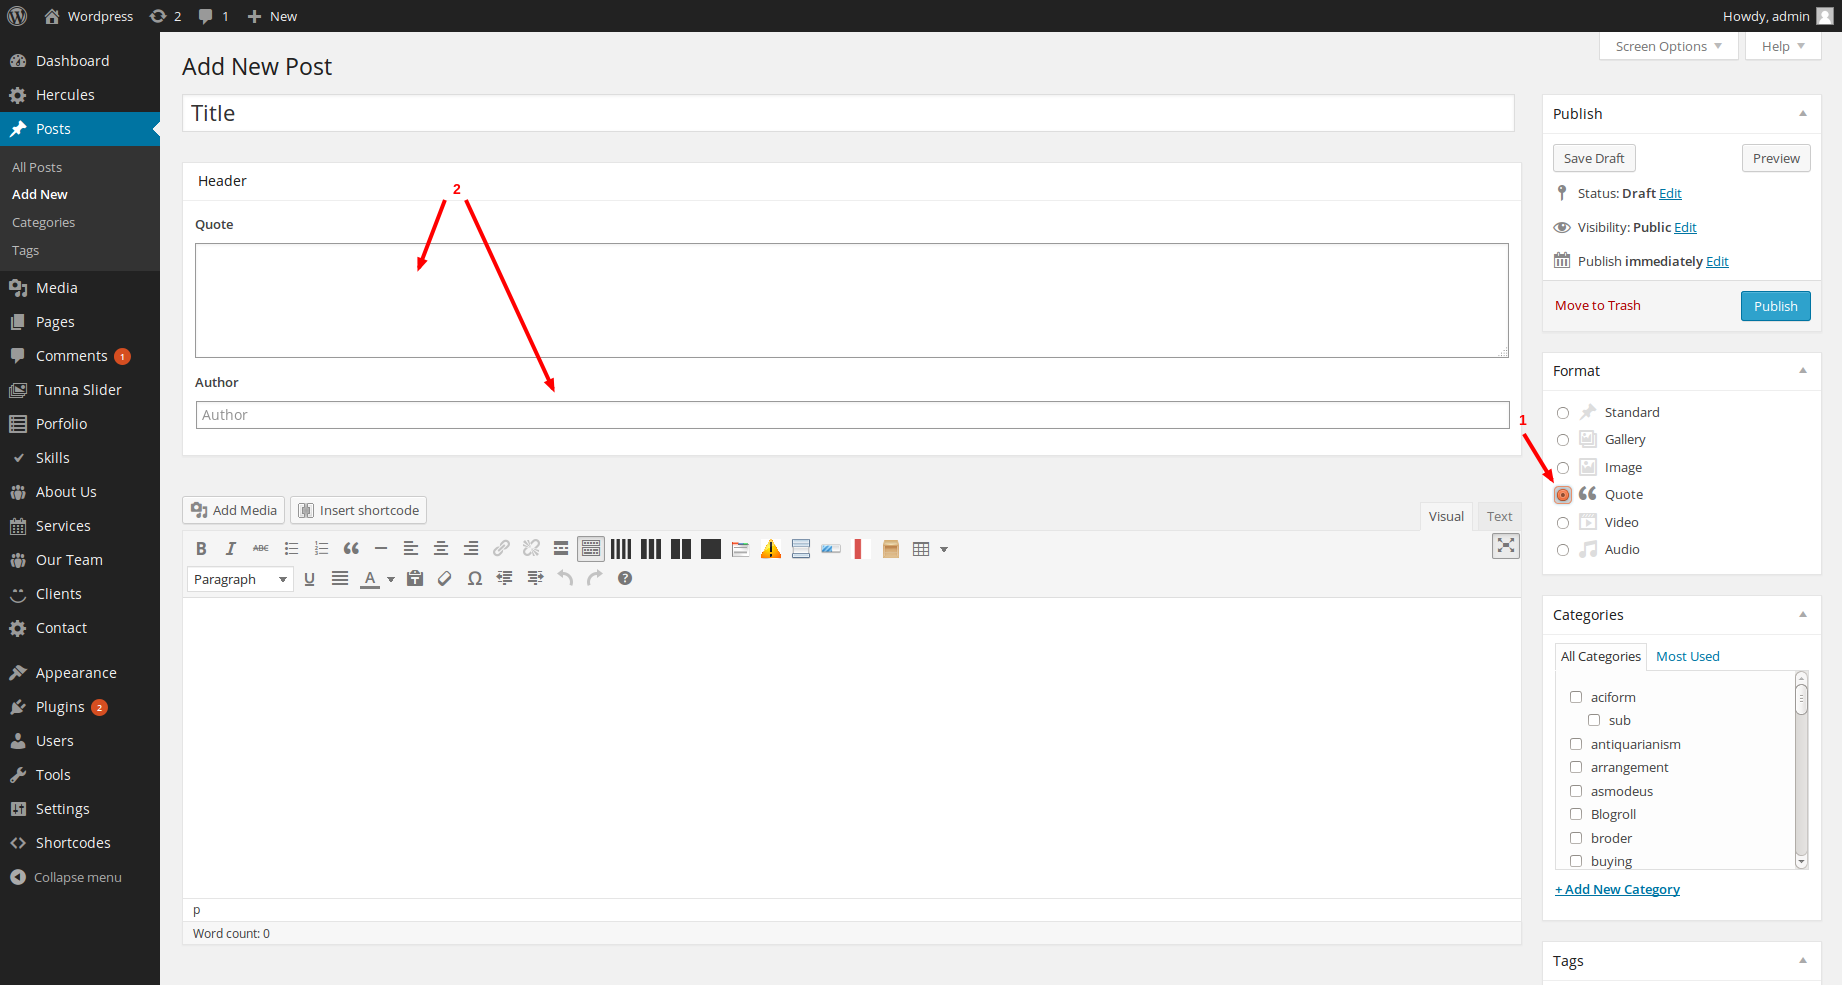 Wordpress 2 1 New Howdy, admin
Dashboard
Hercules
Posts
All Posts
Add New
Categories
Tags
Media
Pages
Comments 1
Tunna Slider
Porfolio
Skills
About Us
Services
Our Team
Clients
Contact
Appearance
Plugins 2
Users
Tools
Settings
Shortcodes
Collapse menu
Screen Options Help
Add New Post
Title
Header
2
Quote
Author
Author
1
Add Media Insert shortcode
Visual Text
B I ABC
Paragraph U A Ω ?
p
Word count: 0
Publish
Save Draft Preview
Status: Draft Edit
Visibility: Public Edit
Publish immediately Edit
Move to Trash Publish
Format
Standard
Gallery
Image
Quote
Video
Audio
Categories
All Categories Most Used
aciform
sub
antiquarianism
arrangement
asmodeus
Blogroll
broder
buying
+ Add New Category
Tags